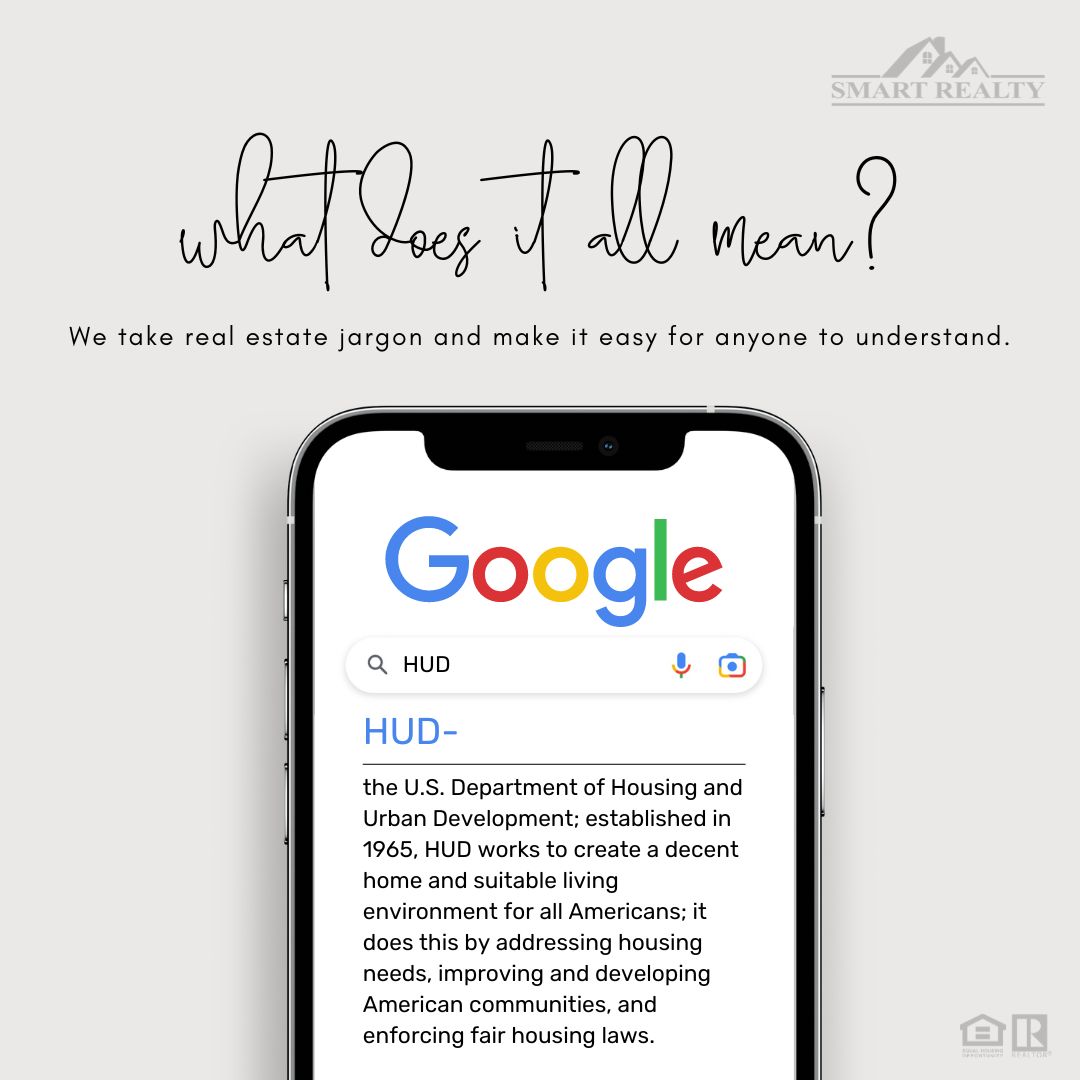 SMART REALTY
what does it all mean?
We take real estate jargon and make it easy for anyone to understand.
Google
HUD
HUD-
the U.S. Department of Housing and
Urban Development; established in
1965, HUD works to create a decent
home and suitable living
environment for all Americans; it
does this by addressing housing
needs, improving and developing
American communities, and
enforcing fair housing laws.
EQUAL HOUSING
OPPORTUNITY
REALTOR®